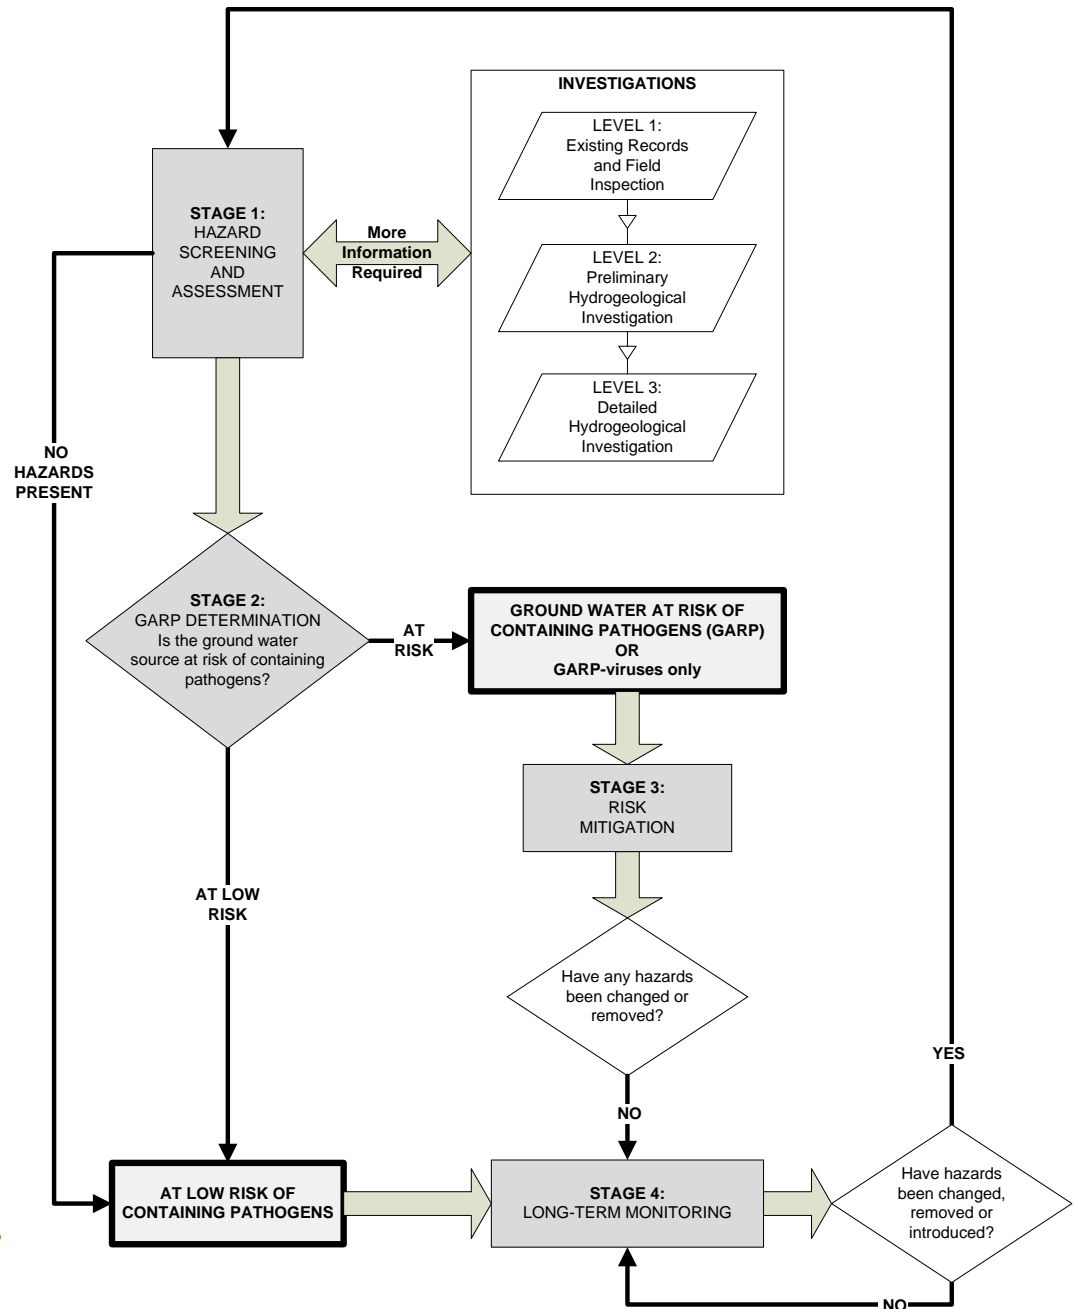 INVESTIGATIONS
LEVEL 1:
Existing Records
and Field
Inspection
STAGE 1:
HAZARD
SCREENING
AND
ASSESSMENT
More
Information
Required
LEVEL 2:
Preliminary
Hydrogeological
Investigation
LEVEL 3:
Detailed
Hydrogeological
Investigation
NO
HAZARDS
PRESENT
STAGE 2:
GARP DETERMINATION
Is the ground water
source at risk of containing
pathogens?
AT
RISK
GROUND WATER AT RISK OF
CONTAINING PATHOGENS (GARP)
OR
GARP-viruses only
STAGE 3:
RISK
MITIGATION
AT LOW
RISK
Have any hazards
been changed or
removed?
YES
NO
AT LOW RISK OF
CONTAINING PATHOGENS
STAGE 4:
LONG-TERM MONITORING
Have hazards
been changed,
removed or
introduced?
NO